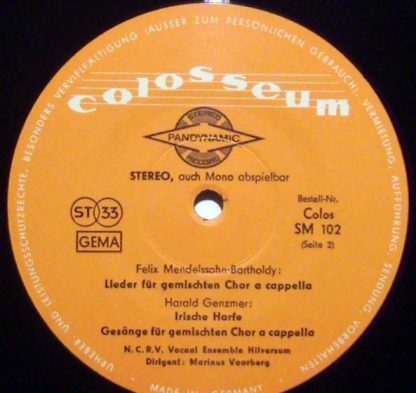 URHEBER- UND LEISTUNGSSCHUTZRECHTE, BESONDERS VERVIELFÄLTIGUNG (AUSSER ZUM PERSÖNLICHEN GEBRAUCH), VERMIETUNG, AUFFÜHRUNG, SENDUNG VORBEHALTEN
Colosseum
STEREO
PANDYNAMIC
RECORD
STEREO, auch Mono abspielbar
Bestell-Nr.
Colos
SM 102
(Seite 2)
ST 33
GEMA
Felix Mendelssohn-Bartholdy:
Lieder für gemischten Chor a cappella
Harald Genzmer:
Irische Harfe
Gesänge für gemischten Chor a cappella
N.C.R.V. Vocaal Ensemble Hilversum
Dirigent: Marinus Voorberg
MADE IN GERMANY